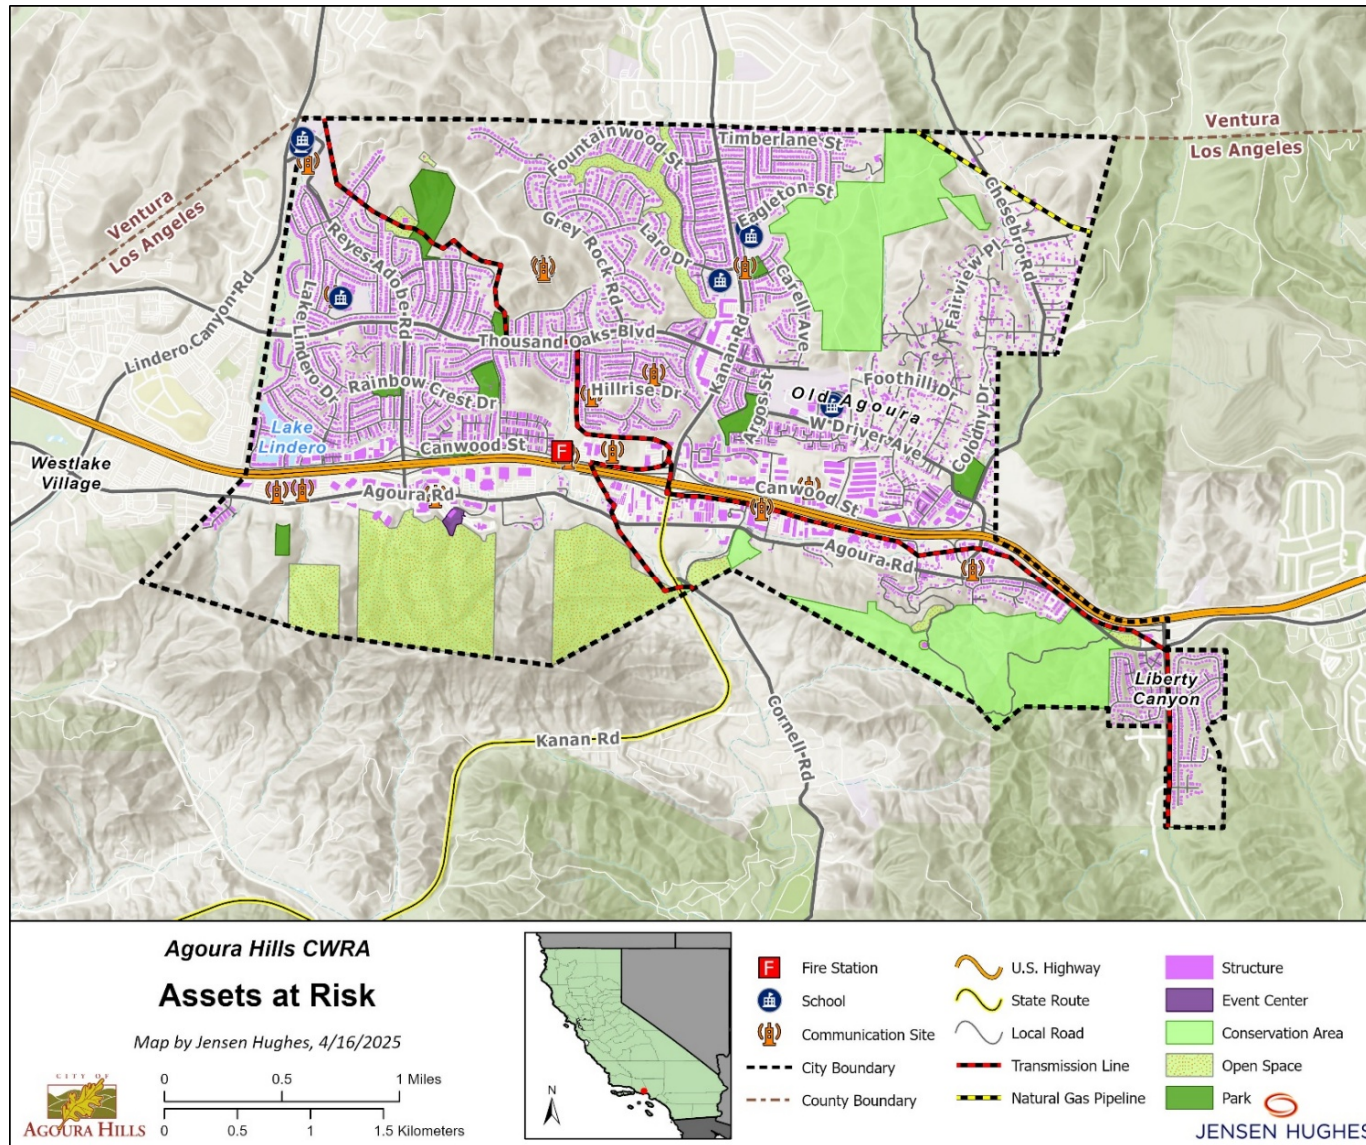 Ventura
Los Angeles
Ventura
Los Angeles
Timberlane St
Fountainwood St
Eagleton St
Chesebro Rd
Grey Rock Rd
Laro Dr
Reyes Adobe Rd
Fairview Pl
Carell Ave
Lindero Canyon Rd
Lake Lindero Dr
Thousand Oaks Blvd
Kanan Rd
Rainbow Crest Dr
Hillrise Dr
Foothill Dr
Argos St
Old Agoura
W Driver Ave
Colodny Dr
Lake
Lindero
Canwood St
F
Westlake
Village
Agoura Rd
Canwood St
Agoura Rd
Liberty
Canyon
Kanan Rd
Cornell Rd
Agoura Hills CWRA
Assets at Risk
Map by Jensen Hughes, 4/16/2025
CITY OF
AGOURA HILLS
0 0.5 1 Miles
0 0.5 1 1.5 Kilometers
N
F Fire Station
School
Communication Site
City Boundary
County Boundary
U.S. Highway
State Route
Local Road
Transmission Line
Natural Gas Pipeline
Structure
Event Center
Conservation Area
Open Space
Park
JENSEN HUGHES